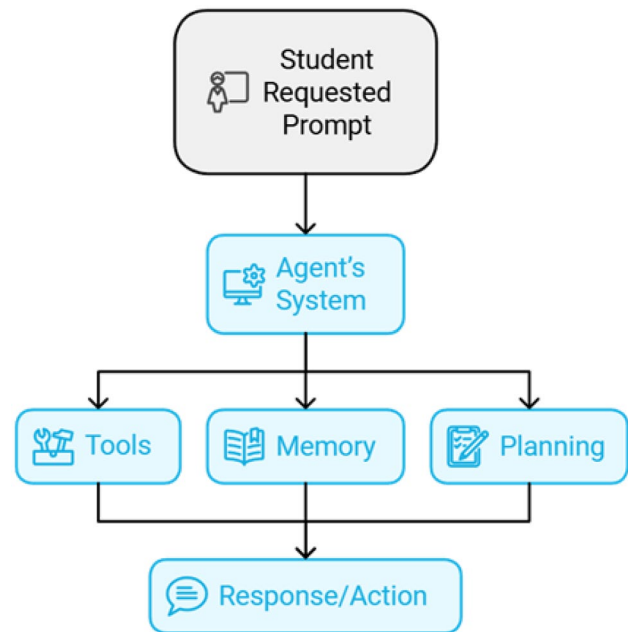 Student
Requested
Prompt
Agent's
System
Tools
Memory
Planning
Response/Action